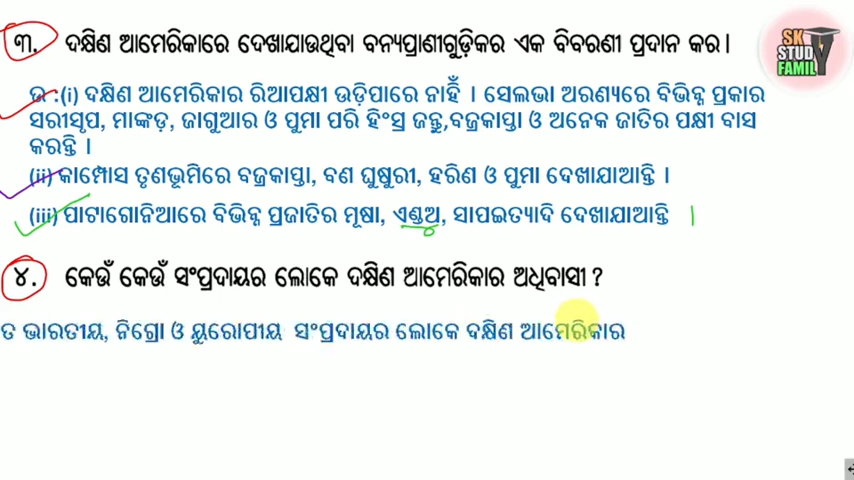 ୩. ଦକ୍ଷିଣ ଆମେରିକାରେ ଦେଖାଯାଉଥିବା ବନ୍ୟପ୍ରାଣୀଗୁଡ଼ିକର ଏକ ବିବରଣୀ ପ୍ରଦାନ କର।
SK
STUDY
FAMILY
ଉ :(i) ଦକ୍ଷିଣ ଆମେରିକାର ରିଆପକ୍ଷୀ ଉଡ଼ିପାରେ ନାହିଁ । ସେଲଭା ଅରଣ୍ୟରେ ବିଭିନ୍ନ ପ୍ରକାର
ସରୀସୃପ, ମାଙ୍କଡ଼, ଜାଗୁଆର ଓ ପୁମା ପରି ହିଂସ୍ର ଜନ୍ତୁ,ବଜ୍ରକାପ୍ତା ଓ ଅନେକ ଜାତିର ପକ୍ଷୀ ବାସ
କରନ୍ତି ।
(ii) କାମ୍ପୋସ ତୃଣଭୂମିରେ ବଜ୍ରକାପ୍ତା, ବଣ ଘୁଷୁରୀ, ହରିଣ ଓ ପୁମା ଦେଖାଯାଆନ୍ତି ।
(iii) ପାଟାଗୋନିଆରେ ବିଭିନ୍ନ ପ୍ରଜାତିର ମୂଷା, ଏଣ୍ଡୁଅ, ସାପଇତ୍ୟାଦି ଦେଖାଯାଆନ୍ତି ।
୪. କେଉଁ କେଉଁ ସଂପ୍ରଦାୟର ଲୋକେ ଦକ୍ଷିଣ ଆମେରିକାର ଅଧିବାସୀ ?
ତ ଭାରତୀୟ, ନିଗ୍ରୋ ଓ ୟୁରୋପୀୟ ସଂପ୍ରଦାୟର ଲୋକେ ଦକ୍ଷିଣ ଆମେରିକାର